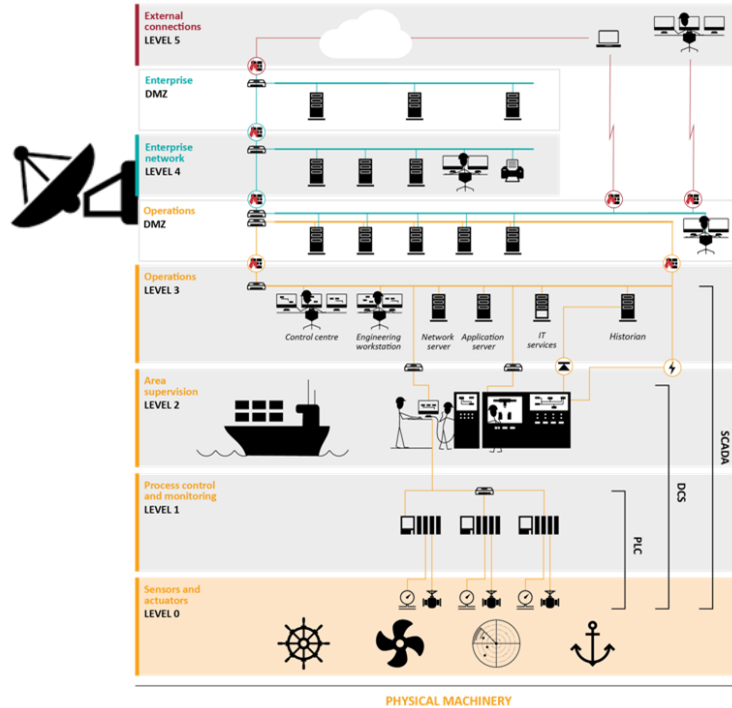 External
connections
LEVEL 5
Enterprise
DMZ
Enterprise
network
LEVEL 4
Operations
DMZ
Operations
LEVEL 3
Control centre
Engineering
workstation
Network
server
Application
server
IT
services
Historian
Area
supervision
LEVEL 2
SCADA
DCS
Process control
and monitoring
LEVEL 1
PLC
Sensors and
actuators
LEVEL 0
PHYSICAL MACHINERY